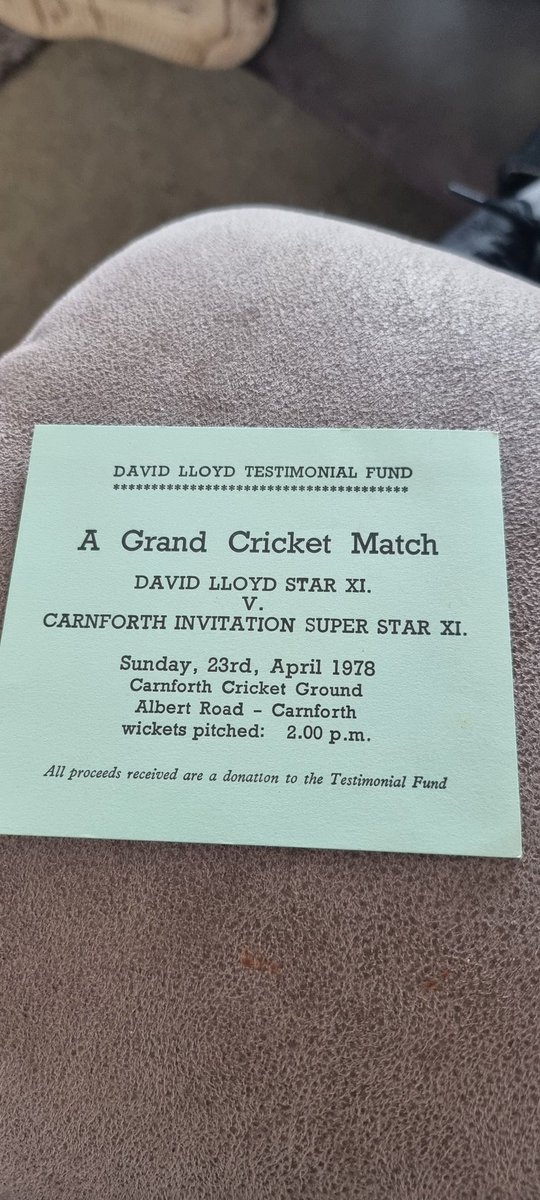 DAVID LLOYD TESTIMONIAL FUND
*************************************
A Grand Cricket Match
DAVID LLOYD STAR XI.
V.
CARNFORTH INVITATION SUPER STAR XI.
Sunday, 23rd, April 1978
Carnforth Cricket Ground
Albert Road - Carnforth
wickets pitched: 2.00 p.m.
All proceeds received are a donation to the Testimonial Fund